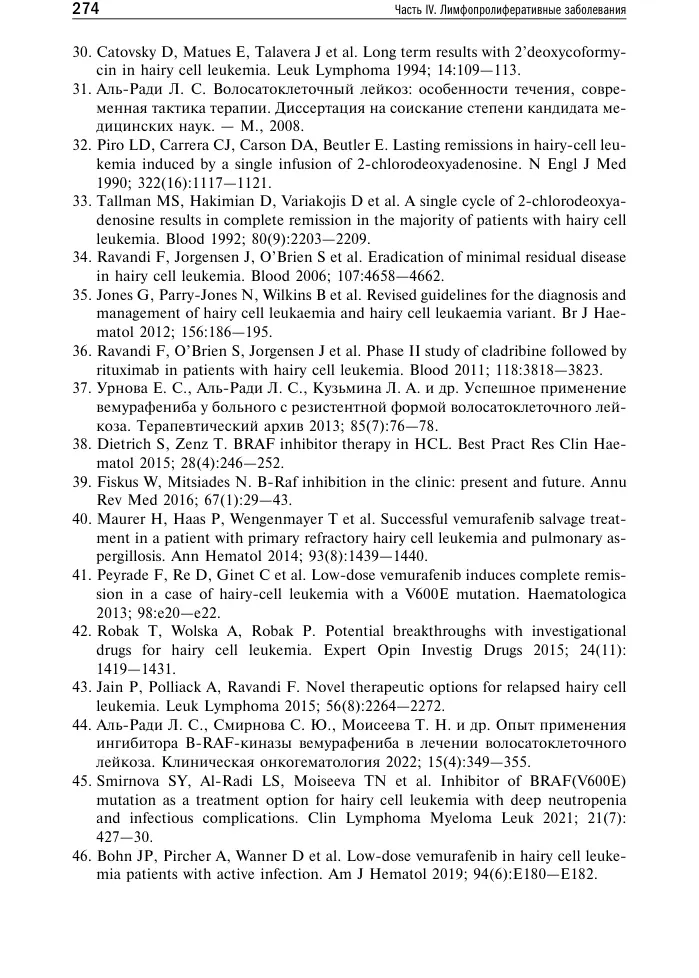 274
Часть IV. Лимфопролиферативные заболевания
30. Catovsky D, Matues E, Talavera J et al. Long term results with 2’deoxycoformy-
cin in hairy cell leukemia. Leuk Lymphoma 1994; 14:109—113.
31. Аль-Ради Л. С. Волосатоклеточный лейкоз: особенности течения, совре-
менная тактика терапии. Диссертация на соискание степени кандидата ме-
дицинских наук. — М., 2008.
32. Piro LD, Carrera CJ, Carson DA, Beutler E. Lasting remissions in hairy-cell leu-
kemia induced by a single infusion of 2-chlorodeoxyadenosine. N Engl J Med
1990; 322(16):1117—1121.
33. Tallman MS, Hakimian D, Variakojis D et al. A single cycle of 2-chlorodeoxya-
denosine results in complete remission in the majority of patients with hairy cell
leukemia. Blood 1992; 80(9):2203—2209.
34. Ravandi F, Jorgensen J, O’Brien S et al. Eradication of minimal residual disease
in hairy cell leukemia. Blood 2006; 107:4658—4662.
35. Jones G, Parry-Jones N, Wilkins B et al. Revised guidelines for the diagnosis and
management of hairy cell leukaemia and hairy cell leukaemia variant. Br J Hae-
matol 2012; 156:186—195.
36. Ravandi F, O’Brien S, Jorgensen J et al. Phase II study of cladribine followed by
rituximab in patients with hairy cell leukemia. Blood 2011; 118:3818—3823.
37. Урнова Е. С., Аль-Ради Л. С., Кузьмина Л. А. и др. Успешное применение
вемурафениба у больного с резистентной формой волосатоклеточного лей-
коза. Терапевтический архив 2013; 85(7):76—78.
38. Dietrich S, Zenz T. BRAF inhibitor therapy in HCL. Best Pract Res Clin Hae-
matol 2015; 28(4):246—252.
39. Fiskus W, Mitsiades N. B-Raf inhibition in the clinic: present and future. Annu
Rev Med 2016; 67(1):29—43.
40. Maurer H, Haas P, Wengenmayer T et al. Successful vemurafenib salvage treat-
ment in a patient with primary refractory hairy cell leukemia and pulmonary as-
pergillosis. Ann Hematol 2014; 93(8):1439—1440.
41. Peyrade F, Re D, Ginet C et al. Low-dose vemurafenib induces complete remis-
sion in a case of hairy-cell leukemia with a V600E mutation. Haematologica
2013; 98:e20—e22.
42. Robak T, Wolska A, Robak P. Potential breakthroughs with investigational
drugs for hairy cell leukemia. Expert Opin Investig Drugs 2015; 24(11):
1419—1431.
43. Jain P, Polliack A, Ravandi F. Novel therapeutic options for relapsed hairy cell
leukemia. Leuk Lymphoma 2015; 56(8):2264—2272.
44. Аль-Ради Л. С., Смирнова С. Ю., Моисеева Т. Н. и др. Опыт применения
ингибитора B-RAF-киназы вемурафениба в лечении волосатоклеточного
лейкоза. Клиническая онкогематология 2022; 15(4):349—355.
45. Smirnova SY, Al-Radi LS, Moiseeva TN et al. Inhibitor of BRAF(V600E)
mutation as a treatment option for hairy cell leukemia with deep neutropenia
and infectious complications. Clin Lymphoma Myeloma Leuk 2021; 21(7):
427—30.
46. Bohn JP, Pircher A, Wanner D et al. Low-dose vemurafenib in hairy cell leuke-
mia patients with active infection. Am J Hematol 2019; 94(6):E180—E182.